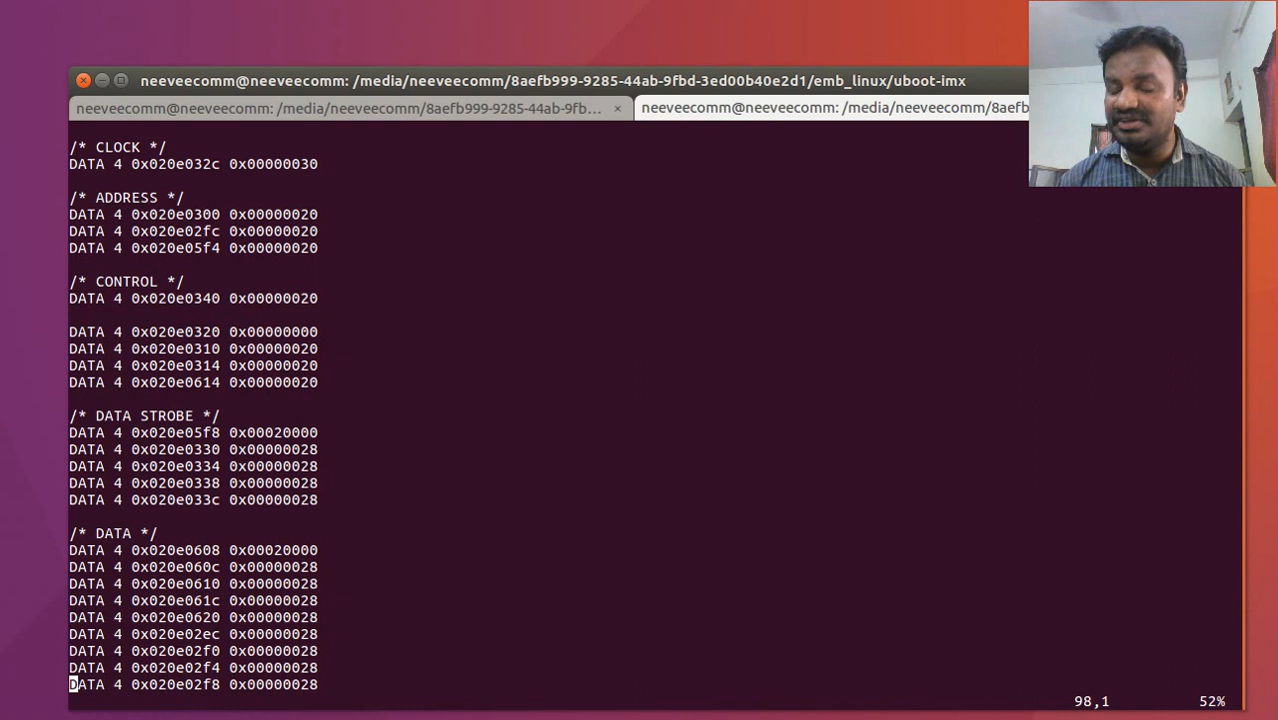 neeveecomm@neeveecomm: /media/neeveecomm/8aefb999-9285-44ab-9fbd-3ed00b40e2d1/emb_linux/uboot-imx
neeveecomm@neeveecomm: /media/neeveecomm/8aefb999-9285-44ab-9fb... × neeveecomm@neeveecomm: /media/neeveecomm/8aefb
/* CLOCK */
DATA 4 0x020e032c 0x00000030
/* ADDRESS */
DATA 4 0x020e0300 0x00000020
DATA 4 0x020e02fc 0x00000020
DATA 4 0x020e05f4 0x00000020
/* CONTROL */
DATA 4 0x020e0340 0x00000020
DATA 4 0x020e0320 0x00000000
DATA 4 0x020e0310 0x00000020
DATA 4 0x020e0314 0x00000020
DATA 4 0x020e0614 0x00000020
/* DATA STROBE */
DATA 4 0x020e05f8 0x00020000
DATA 4 0x020e0330 0x00000028
DATA 4 0x020e0334 0x00000028
DATA 4 0x020e0338 0x00000028
DATA 4 0x020e033c 0x00000028
/* DATA */
DATA 4 0x020e0608 0x00020000
DATA 4 0x020e060c 0x00000028
DATA 4 0x020e0610 0x00000028
DATA 4 0x020e061c 0x00000028
DATA 4 0x020e0620 0x00000028
DATA 4 0x020e02ec 0x00000028
DATA 4 0x020e02f0 0x00000028
DATA 4 0x020e02f4 0x00000028
DATA 4 0x020e02f8 0x00000028
98,1 52%